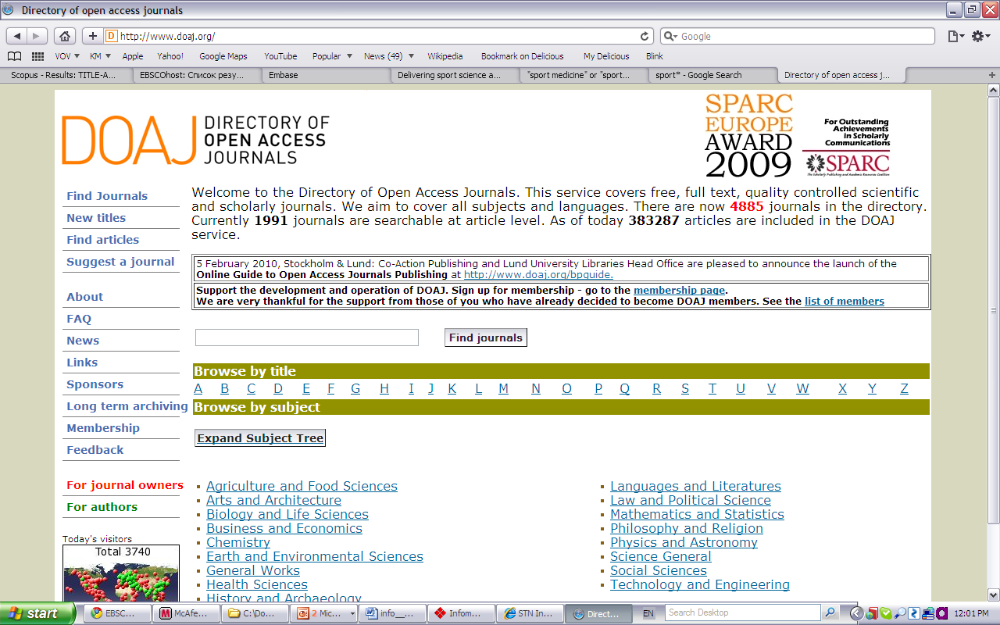 Directory of open access journals
http://www.doaj.org/
Google
VOV KM Apple Yahoo! Google Maps YouTube Popular News (49) Wikipedia Bookmark on Delicious My Delicious Blink
Scopus - Results: TITLE-A... EBSCOhost: Список резу... Embase Delivering sport science a... "sport medicine" or "sport... sport* - Google Search Directory of open access j...
DOAJ DIRECTORY OF
OPEN ACCESS
JOURNALS
SPARC
EUROPE
AWARD
2009
For Outstanding
Achievements
in Scholarly
Communications
SPARC
The Scholarly Publishing and Academic Resources Coalition
Find Journals
New titles
Find articles
Suggest a journal
About
FAQ
News
Links
Sponsors
Long term archiving
Membership
Feedback
For journal owners
For authors
Today's visitors
Total 3740
Welcome to the Directory of Open Access Journals. This service covers free, full text, quality controlled scientific
and scholarly journals. We aim to cover all subjects and languages. There are now 4885 journals in the directory.
Currently 1991 journals are searchable at article level. As of today 383287 articles are included in the DOAJ
service.
5 February 2010, Stockholm & Lund: Co-Action Publishing and Lund University Libraries Head Office are pleased to announce the launch of the
Online Guide to Open Access Journals Publishing at http://www.doaj.org/bpguide.
Support the development and operation of DOAJ. Sign up for membership - go to the membership page.
We are very thankful for the support from those of you who have already decided to become DOAJ members. See the list of members
Find journals
Browse by title
A B C D E F G H I J K L M N O P Q R S T U V W X Y Z
Browse by subject
Expand Subject Tree
Agriculture and Food Sciences
Arts and Architecture
Biology and Life Sciences
Business and Economics
Chemistry
Earth and Environmental Sciences
General Works
Health Sciences
History and Archaeology
Languages and Literatures
Law and Political Science
Mathematics and Statistics
Philosophy and Religion
Physics and Astronomy
Science General
Social Sciences
Technology and Engineering
start EBSC... McAfe... C:\Do... 2 Mic... info__... Infom... STN In... Direct... EN Search Desktop 12:01 PM